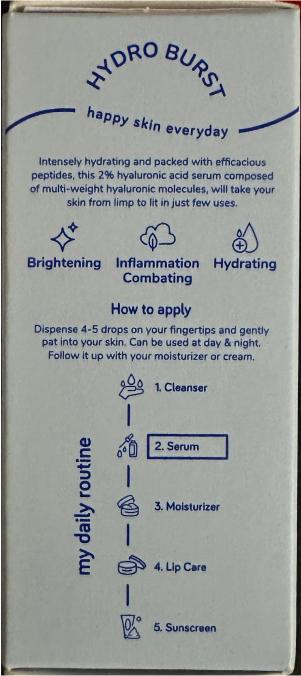 HYDRO BURST
happy skin everyday
Intensely hydrating and packed with efficacious
peptides, this 2% hyaluronic acid serum composed
of multi-weight hyaluronic molecules, will take your
skin from limp to lit in just few uses.
Brightening
Inflammation
Combating
Hydrating
How to apply
Dispense 4-5 drops on your fingertips and gently
pat into your skin. Can be used at day & night.
Follow it up with your moisturizer or cream.
my daily routine
1. Cleanser
2. Serum
3. Moisturizer
4. Lip Care
5. Sunscreen